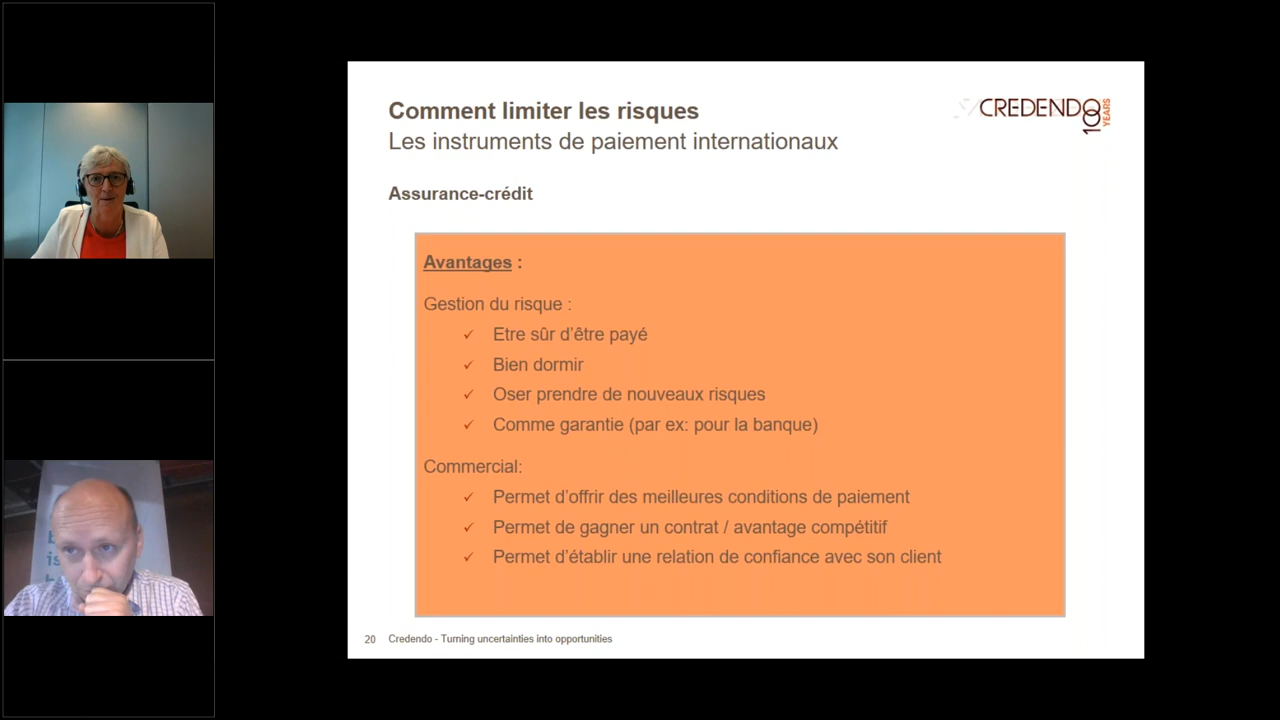 Comment limiter les risques
Les instruments de paiement internationaux
CREDENDO
100 YEARS
Assurance-crédit
Avantages :
Gestion du risque :
✓ Etre sûr d’être payé
✓ Bien dormir
✓ Oser prendre de nouveaux risques
✓ Comme garantie (par ex: pour la banque)
Commercial:
✓ Permet d’offrir des meilleures conditions de paiement
✓ Permet de gagner un contrat / avantage compétitif
✓ Permet d’établir une relation de confiance avec son client
20 Credendo - Turning uncertainties into opportunities